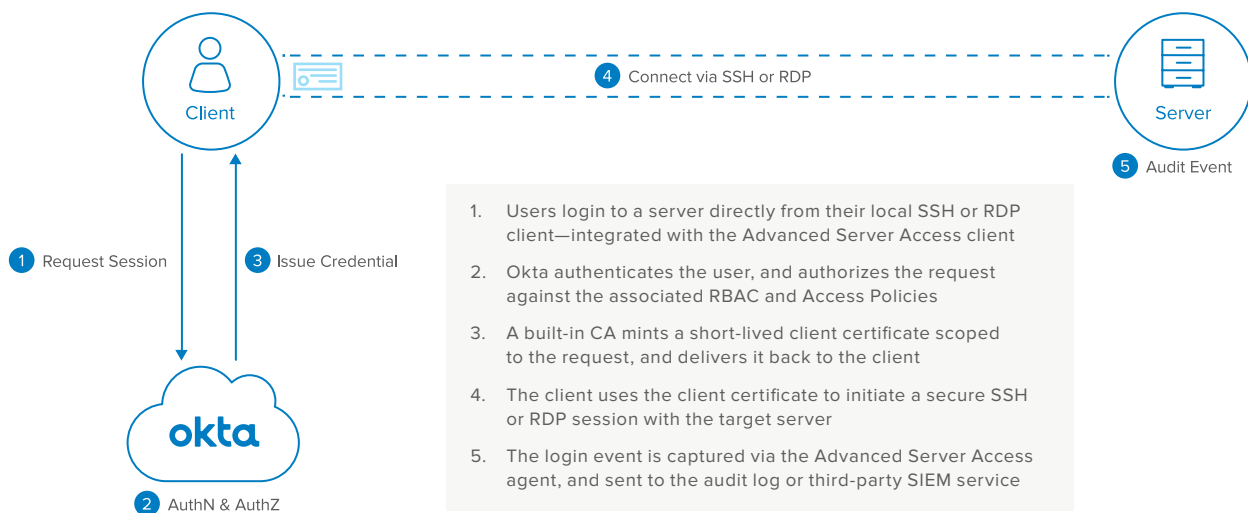 Client
4 Connect via SSH or RDP
Server
5 Audit Event
1 Request Session
3 Issue Credential
okta
2 AuthN & AuthZ
1. Users login to a server directly from their local SSH or RDP
client—integrated with the Advanced Server Access client
2. Okta authenticates the user, and authorizes the request
against the associated RBAC and Access Policies
3. A built-in CA mints a short-lived client certificate scoped
to the request, and delivers it back to the client
4. The client uses the client certificate to initiate a secure SSH
or RDP session with the target server
5. The login event is captured via the Advanced Server Access
agent, and sent to the audit log or third-party SIEM service